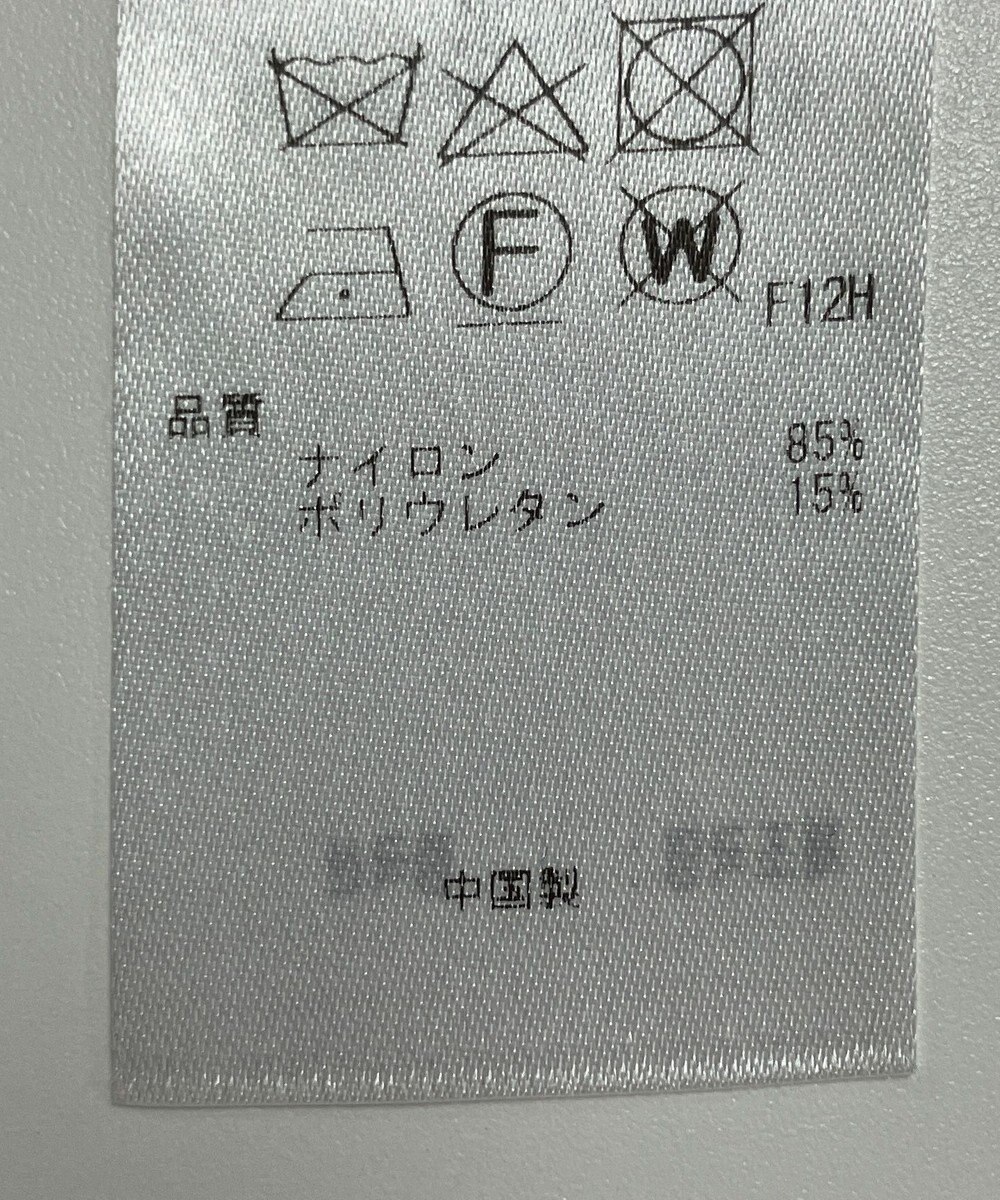 F W
F12H
品質
ナイロン 85%
ポリウレタン 15%
中国製